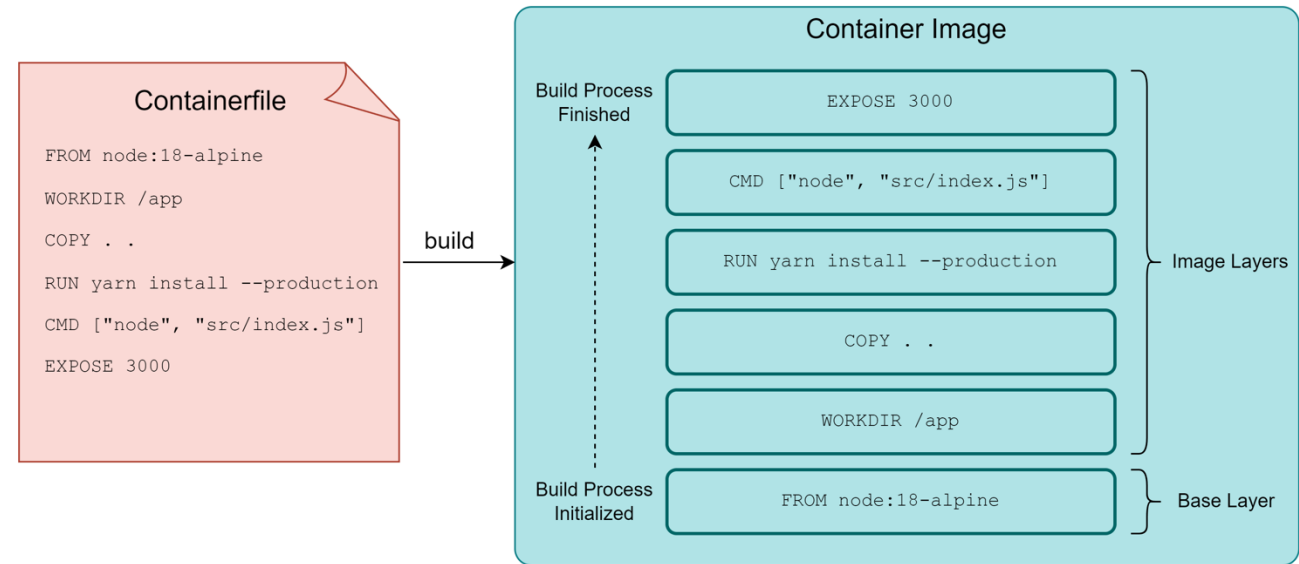 Containerfile
FROM node:18-alpine
WORKDIR /app
COPY . .
RUN yarn install --production
CMD ["node", "src/index.js"]
EXPOSE 3000
build
Container Image
Build Process
Finished
Build Process
Initialized
EXPOSE 3000
CMD ["node", "src/index.js"]
RUN yarn install --production
COPY . .
WORKDIR /app
FROM node:18-alpine
Image Layers
Base Layer